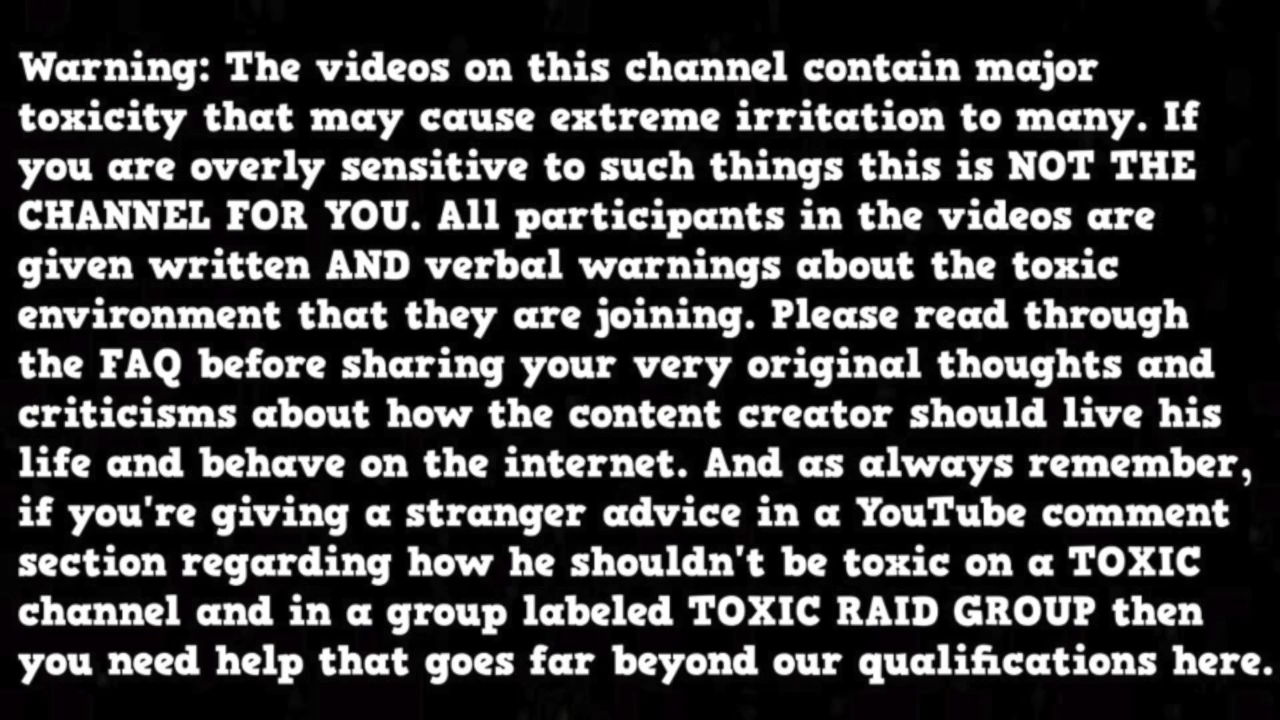 Warning: The videos on this channel contain major
toxicity that may cause extreme irritation to many. If
you are overly sensitive to such things this is NOT THE
CHANNEL FOR YOU. All participants in the videos are
given written AND verbal warnings about the toxic
environment that they are joining. Please read through
the FAQ before sharing your very original thoughts and
criticisms about how the content creator should live his
life and behave on the internet. And as always remember,
if you're giving a stranger advice in a YouTube comment
section regarding how he shouldn't be toxic on a TOXIC
channel and in a group labeled TOXIC RAID GROUP then
you need help that goes far beyond our qualifications here.